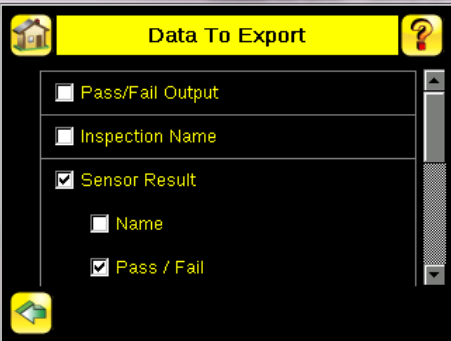 Data To Export
?
Pass/Fail Output
Inspection Name
Sensor Result
Name
Pass / Fail